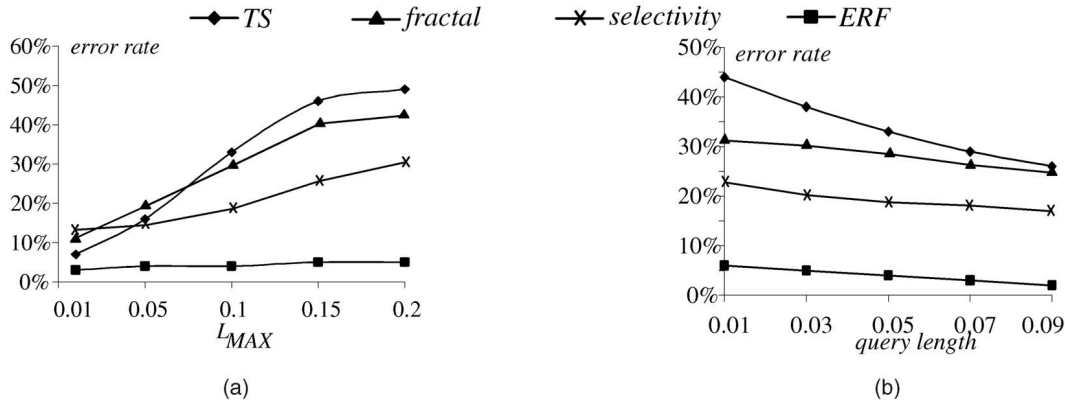 TS fractal selectivity ERF
60% error rate
50%
40%
30%
20%
10%
0%
0.01 0.05 0.1 0.15 0.2
L_MAX
(a)
50% error rate
40%
30%
20%
10%
0%
0.01 0.03 0.05 0.07 0.09
query length
(b)